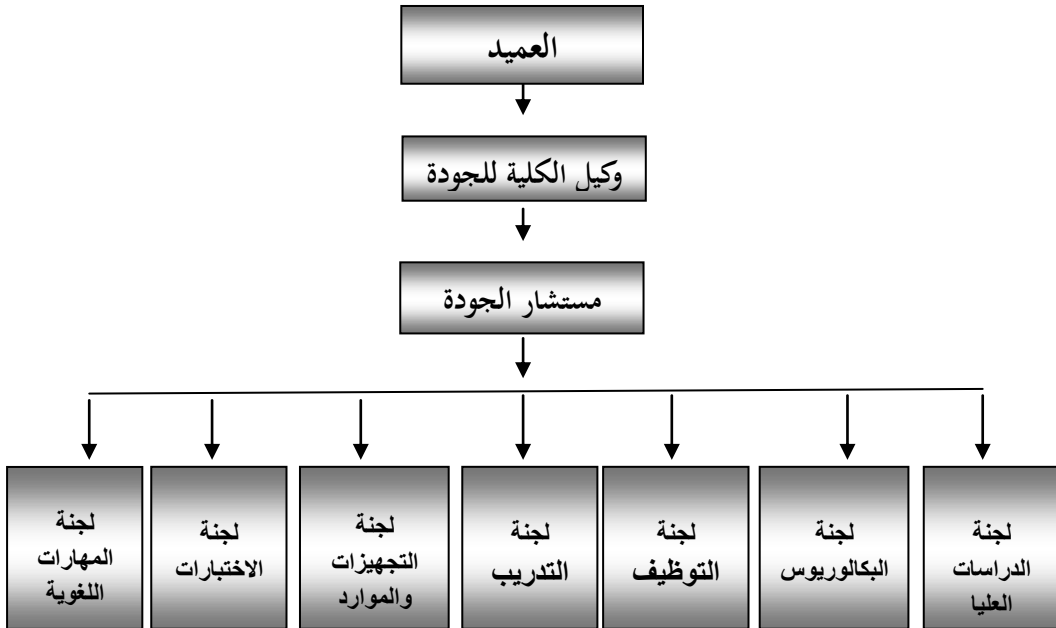 العميد
وكيل الكلية للجودة
مستشار الجودة
لجنة
الدراسات
العليا
لجنة
البكالوريوس
لجنة
التوظيف
لجنة
التدريب
لجنة
التجهيزات
والموارد
لجنة
الاختبارات
لجنة
المهارات
اللغوية